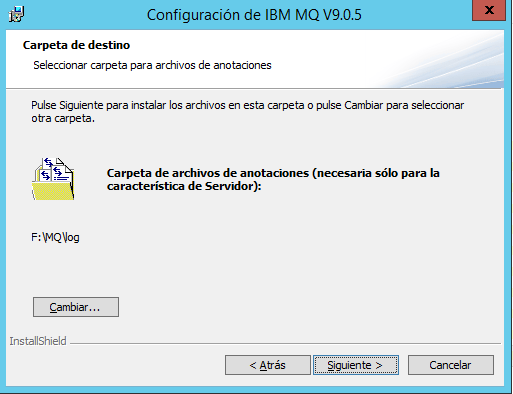 Configuración de IBM MQ V9.0.5
x
Carpeta de destino
Seleccionar carpeta para archivos de anotaciones
Pulse Siguiente para instalar los archivos en esta carpeta o pulse Cambiar para seleccionar
otra carpeta.
Carpeta de archivos de anotaciones (necesaria sólo para la
característica de Servidor):
F:\MQ\log
Cambiar...
InstallShield
< Atrás
Siguiente >
Cancelar